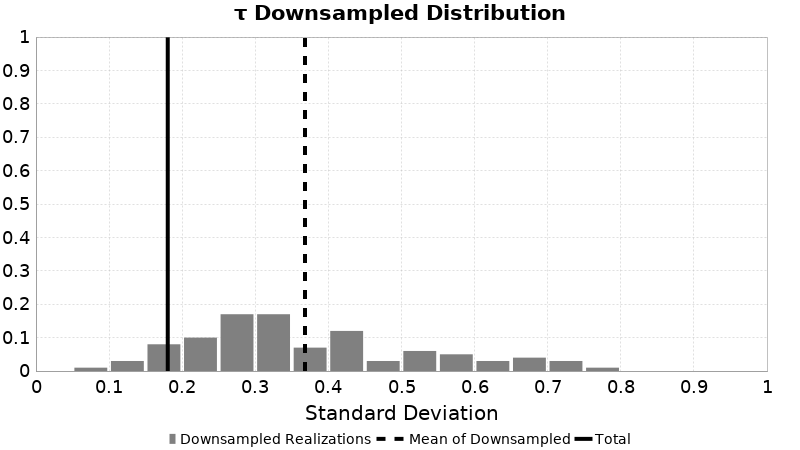 τ Downsampled Distribution
1
0.9
0.8
0.7
0.6
0.5
0.4
0.3
0.2
0.1
0
0 0.1 0.2 0.3 0.4 0.5 0.6 0.7 0.8 0.9 1
Standard Deviation
Downsampled Realizations Mean of Downsampled Total